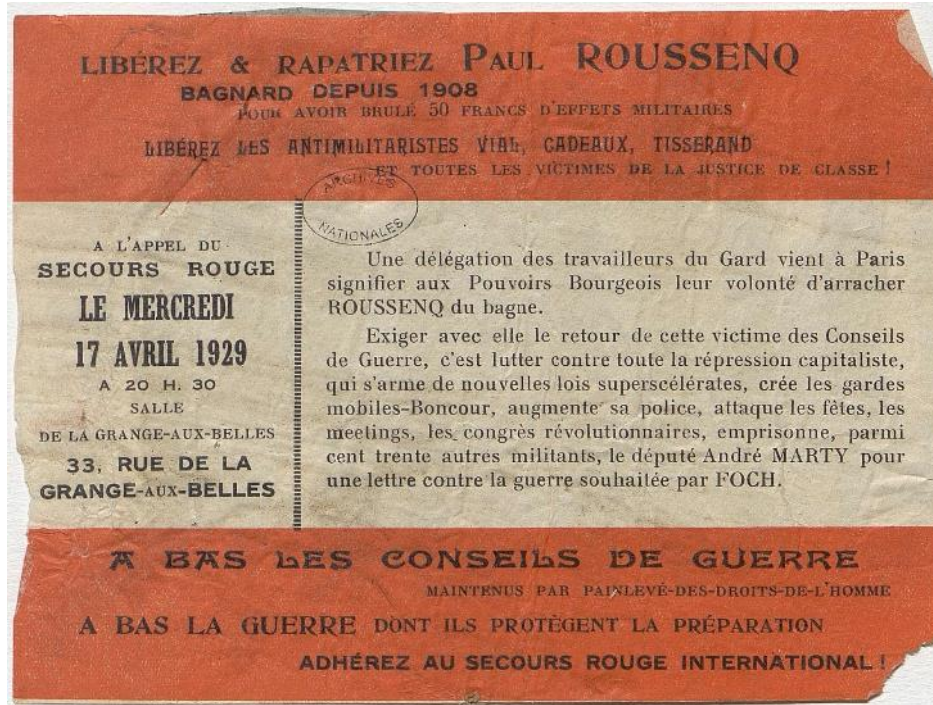 LIBÉREZ & RAPATRIEZ PAUL ROUSSENQ
BAGNARD DEPUIS 1908
POUR AVOIR BRULÉ 50 FRANCS D'EFFETS MILITAIRES
LIBÉREZ LES ANTIMILITARISTES VIAL, CADEAUX, TISSERAND
ET TOUTES LES VICTIMES DE LA JUSTICE DE CLASSE !
ARCHIVES
NATIONALES
A L'APPEL DU
SECOURS ROUGE
LE MERCREDI
17 AVRIL 1929
A 20 H. 30
SALLE
DE LA GRANGE-AUX-BELLES
33, RUE DE LA
GRANGE-AUX-BELLES
Une délégation des travailleurs du Gard vient à Paris
signifier aux Pouvoirs Bourgeois leur volonté d'arracher
ROUSSENQ du bagne.
Exiger avec elle le retour de cette victime des Conseils
de Guerre, c'est lutter contre toute la répression capitaliste,
qui s'arme de nouvelles lois superscélérates, crée les gardes
mobiles-Boncour, augmente sa police, attaque les fêtes, les
meetings, les congrès révolutionnaires, emprisonne, parmi
cent trente autres militants, le député André MARTY pour
une lettre contre la guerre souhaitée par FOCH.
A BAS LES CONSEILS DE GUERRE
MAINTENUS PAR PAINLEVÉ-DES-DROITS-DE-L'HOMME
A BAS LA GUERRE DONT ILS PROTÈGENT LA PRÉPARATION
ADHÉREZ AU SECOURS ROUGE INTERNATIONAL !